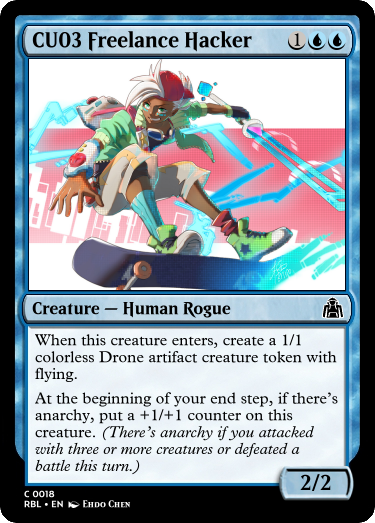 CU03 Freelance Hacker 1
Creature — Human Rogue
When this creature enters, create a 1/1
colorless Drone artifact creature token with
flying.
At the beginning of your end step, if there's
anarchy, put a +1/+1 counter on this
creature. (There's anarchy if you attacked
with three or more creatures or defeated a
battle this turn.)
2/2
C 0018
RBL • EN Ehdo Chen